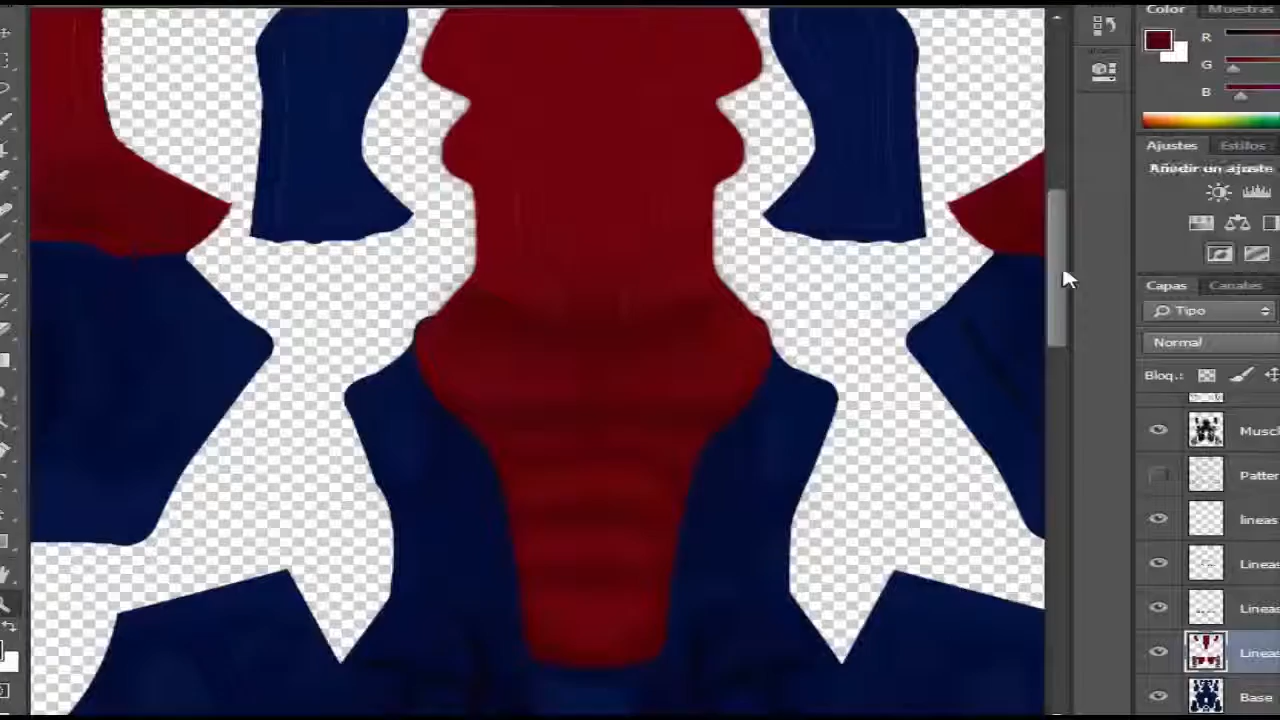 Color Muestras
R
G
B
Ajustes Estilos
Añadir un ajuste
Capas Canales
Tipo
Normal
Bloq.:
Muscl
Patter
lineas
Lineas
Lineas
Lineas
Base